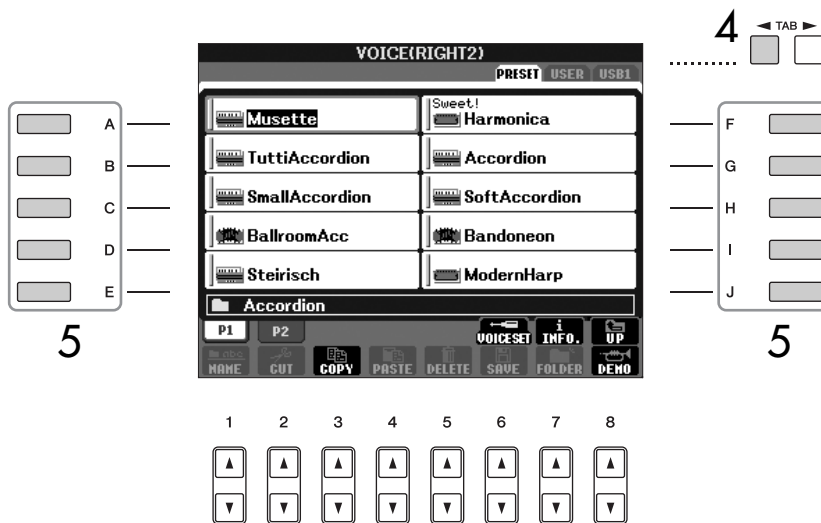 4 ◄ TAB ►
VOICE(RIGHT2)
PRESET USER USB1
A Musette Sweet! Harmonica F
B TuttiAccordion Accordion G
C SmallAccordion SoftAccordion H
D BallroomAcc Bandoneon I
E Steirisch ModernHarp J
Accordion
5 P1 P2 VOICESET i INFO. UP 5
abc
NAME CUT COPY PASTE DELETE SAVE FOLDER DEMO
1 2 3 4 5 6 7 8